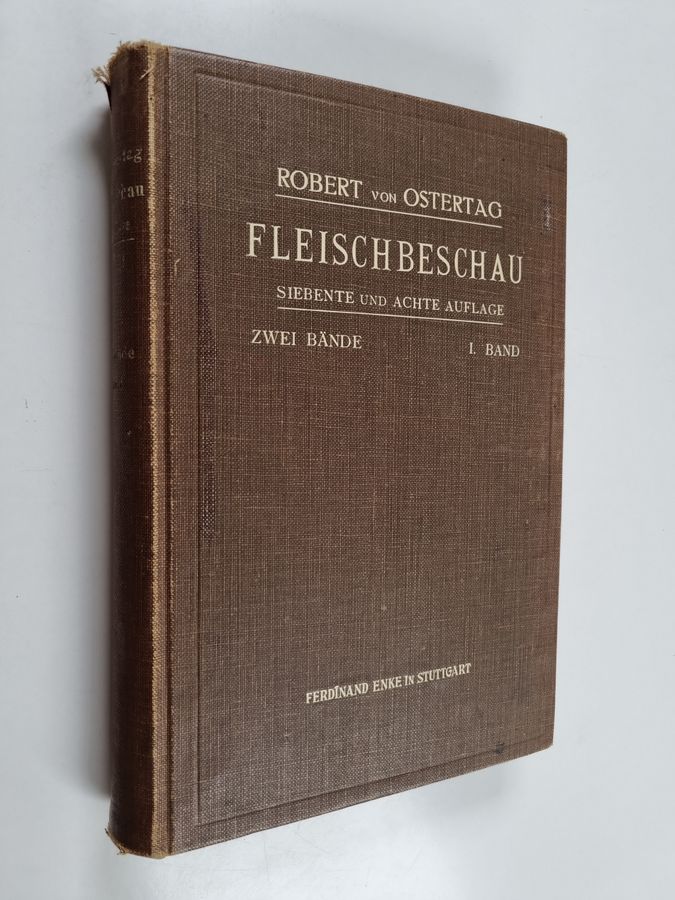 ROBERT VON OSTERTAG
FLEISCHBESCHAU
SIEBENTE UND ACHTE AUFLAGE
ZWEI BÄNDE I. BAND
FERDINAND ENKE IN STUTTGART